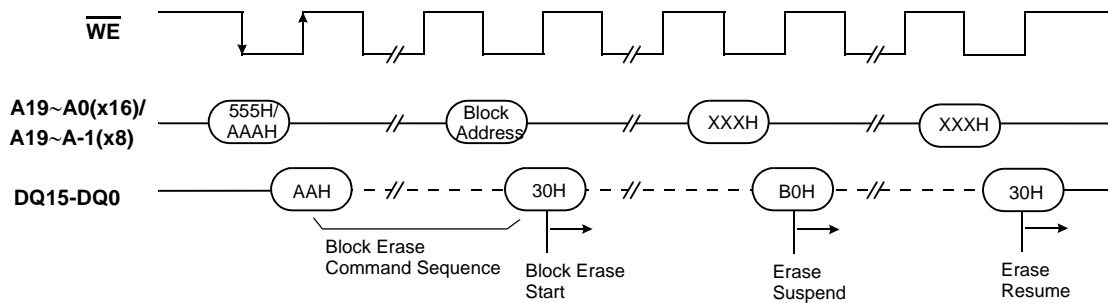 WE
A19~A0(x16)/
A19~A-1(x8)
555H/
AAAH
Block
Address
XXXH
XXXH
DQ15-DQ0
AAH
30H
B0H
30H
Block Erase
Command Sequence
Block Erase
Start
Erase
Suspend
Erase
Resume